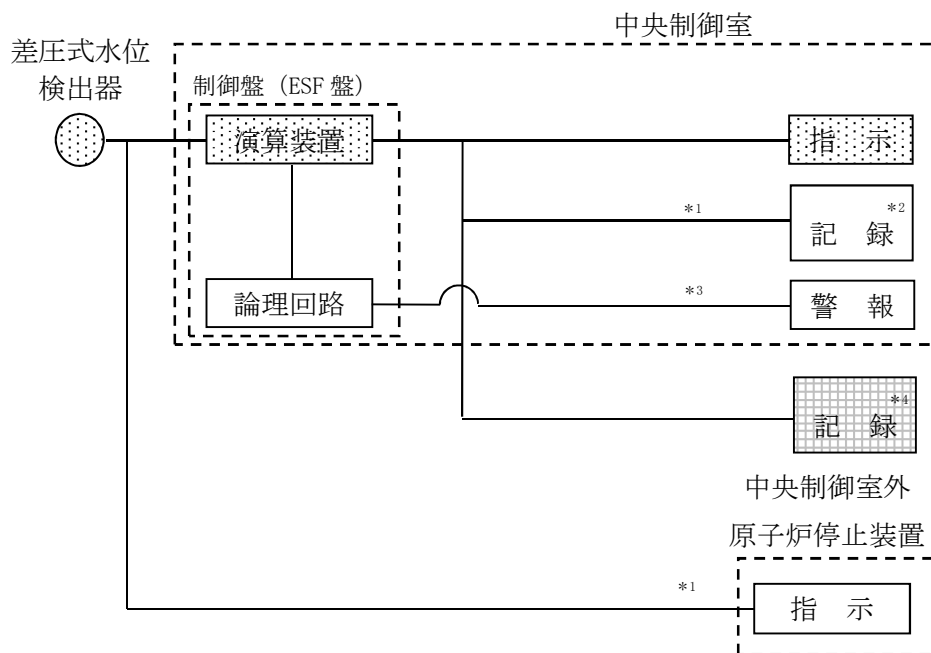 中央制御室
差圧式水位
検出器
制御盤（ESF 盤）
演算装置
指　示
*1
*2
記　録
論理回路
*3
警　報
*4
記　録
中央制御室外
原子炉停止装置
*1
指　示